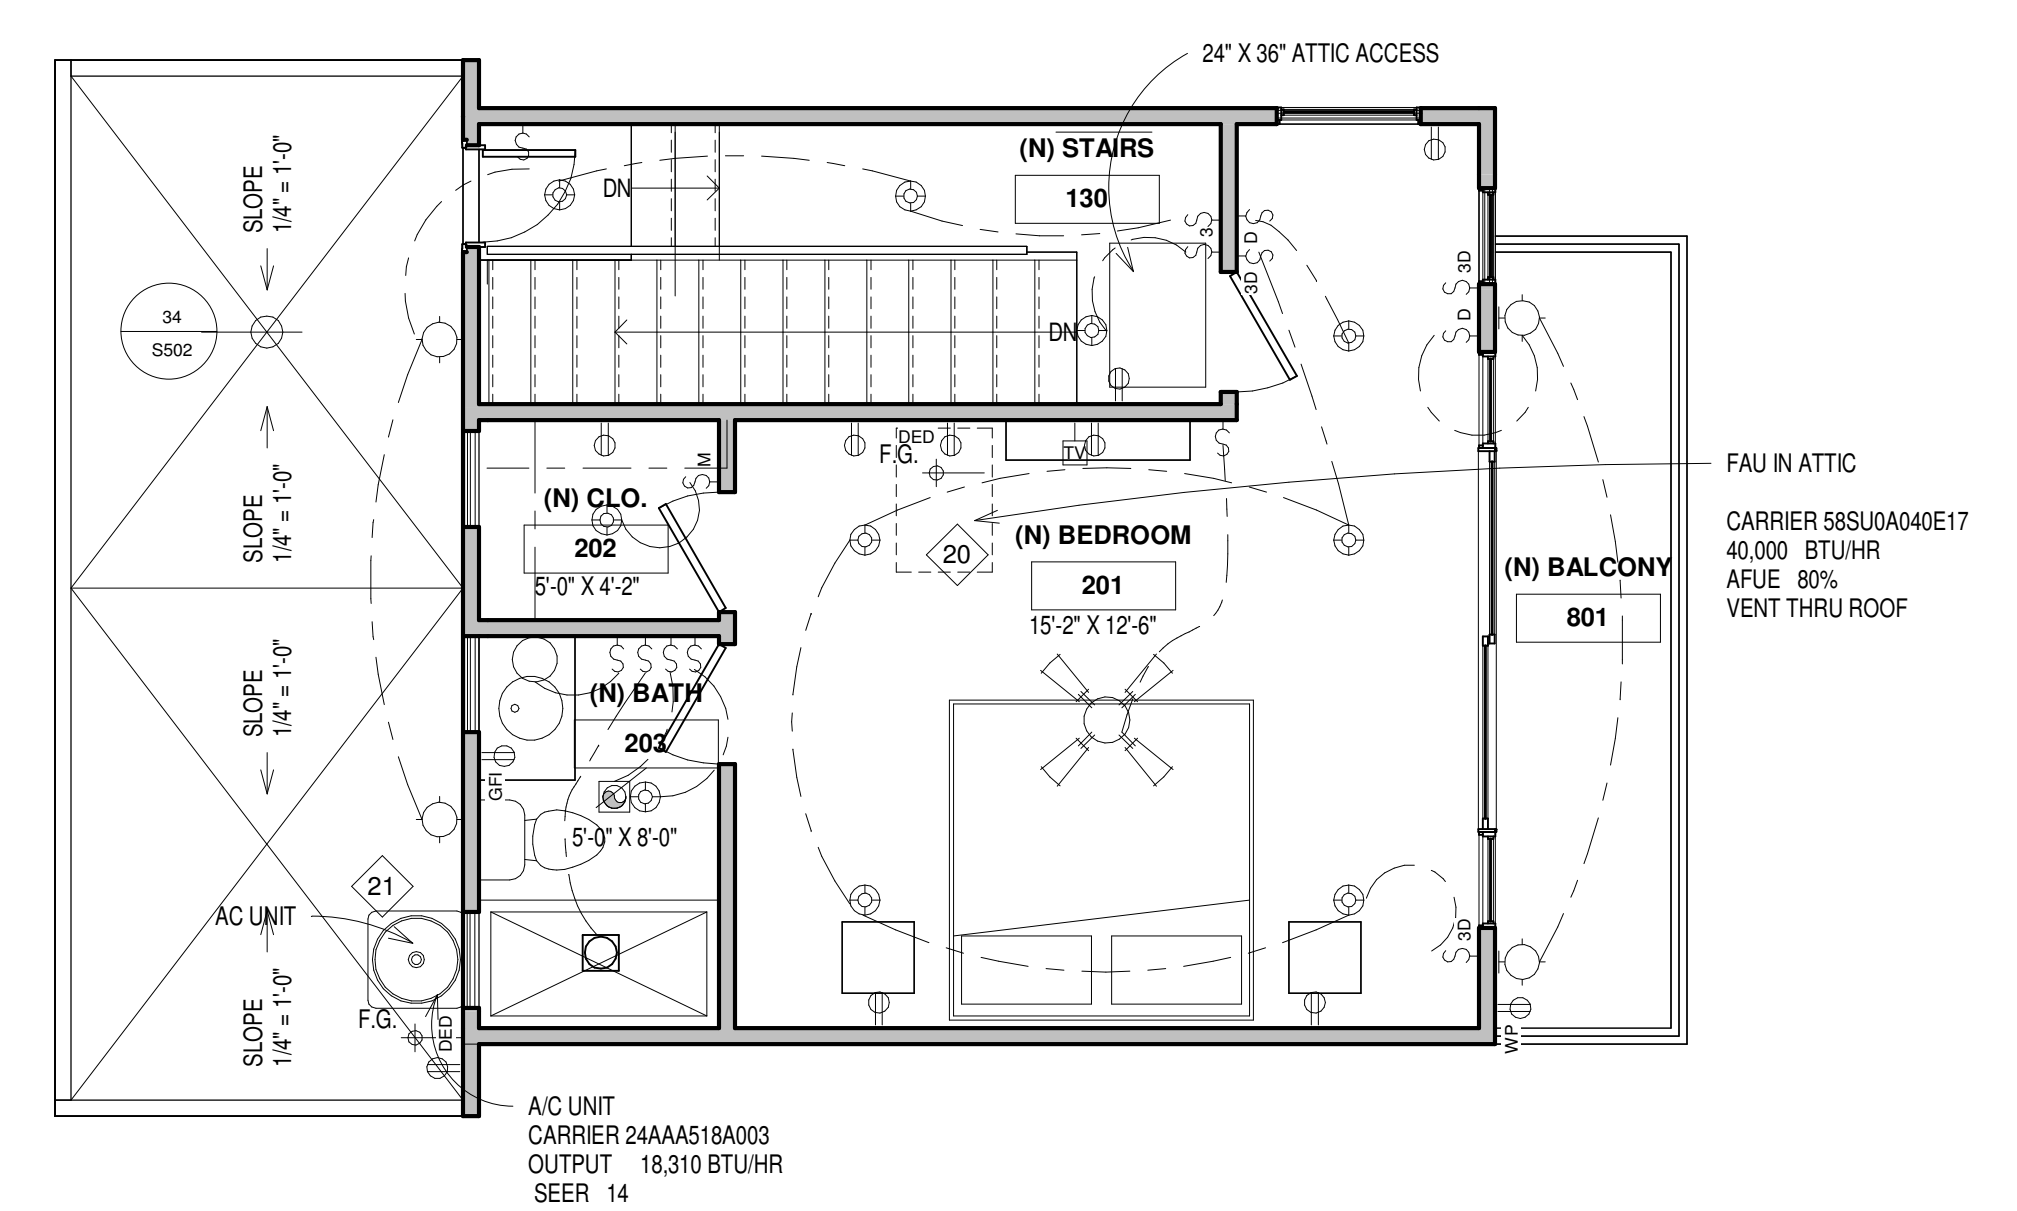 24" X 36" ATTIC ACCESS
(N) STAIRS
130
DN
DN
SLOPE
1/4" = 1'-0"
SLOPE
1/4" = 1'-0"
SLOPE
1/4" = 1'-0"
SLOPE
1/4" = 1'-0"
34
S502
S
S
3
S
S
D
S
3D
3D
S
D
S
S
M
S
DED
F.G.
TV
20
(N) CLO.
202
5'-0" X 4'-2"
(N) BEDROOM
201
15'-2" X 12'-6"
(N) BALCONY
801
FAU IN ATTIC
CARRIER 58SU0A040E17
40,000 BTU/HR
AFUE 80%
VENT THRU ROOF
S S S S
(N) BATH
203
GFI
5'-0" X 8'-0"
21
AC UNIT
F.G.
DED
3D
S
WP
A/C UNIT
CARRIER 24AAA518A003
OUTPUT 18,310 BTU/HR
SEER 14